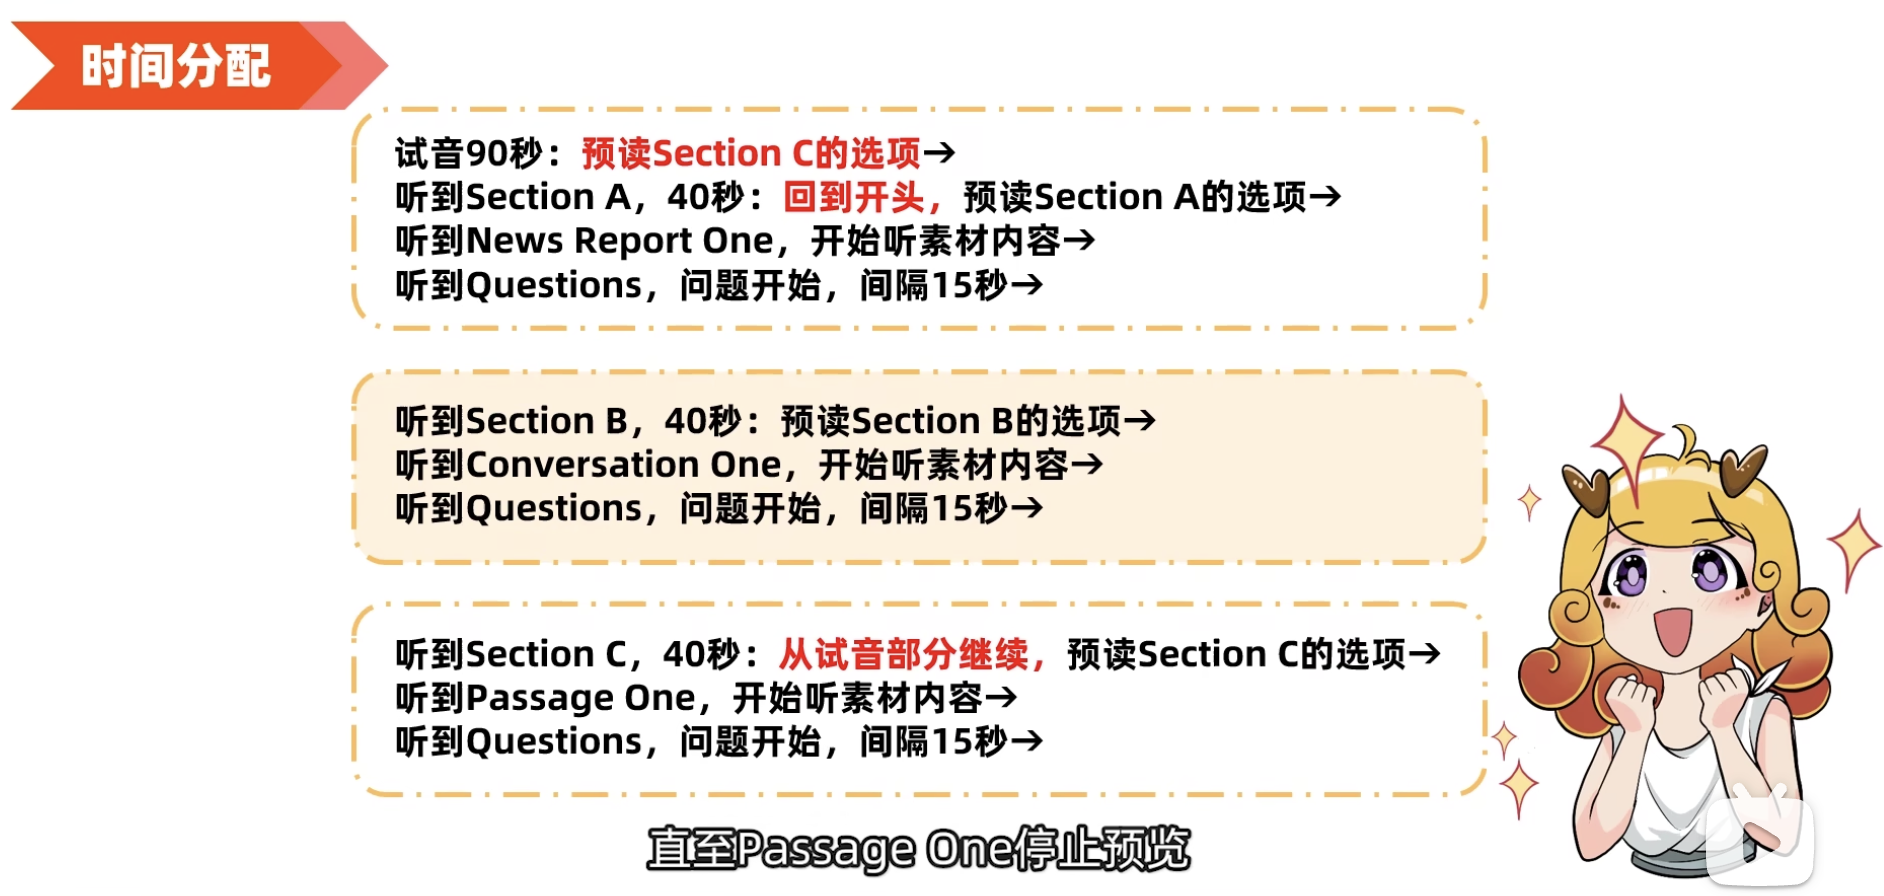 时间分配
试音90秒：预读Section C的选项→
听到Section A，40秒：回到开头，预读Section A的选项→
听到News Report One，开始听素材内容→
听到Questions，问题开始，间隔15秒→
听到Section B，40秒：预读Section B的选项→
听到Conversation One，开始听素材内容→
听到Questions，问题开始，间隔15秒→
听到Section C，40秒：从试音部分继续，预读Section C的选项→
听到Passage One，开始听素材内容→
听到Questions，问题开始，间隔15秒→
直至Passage One停止预览